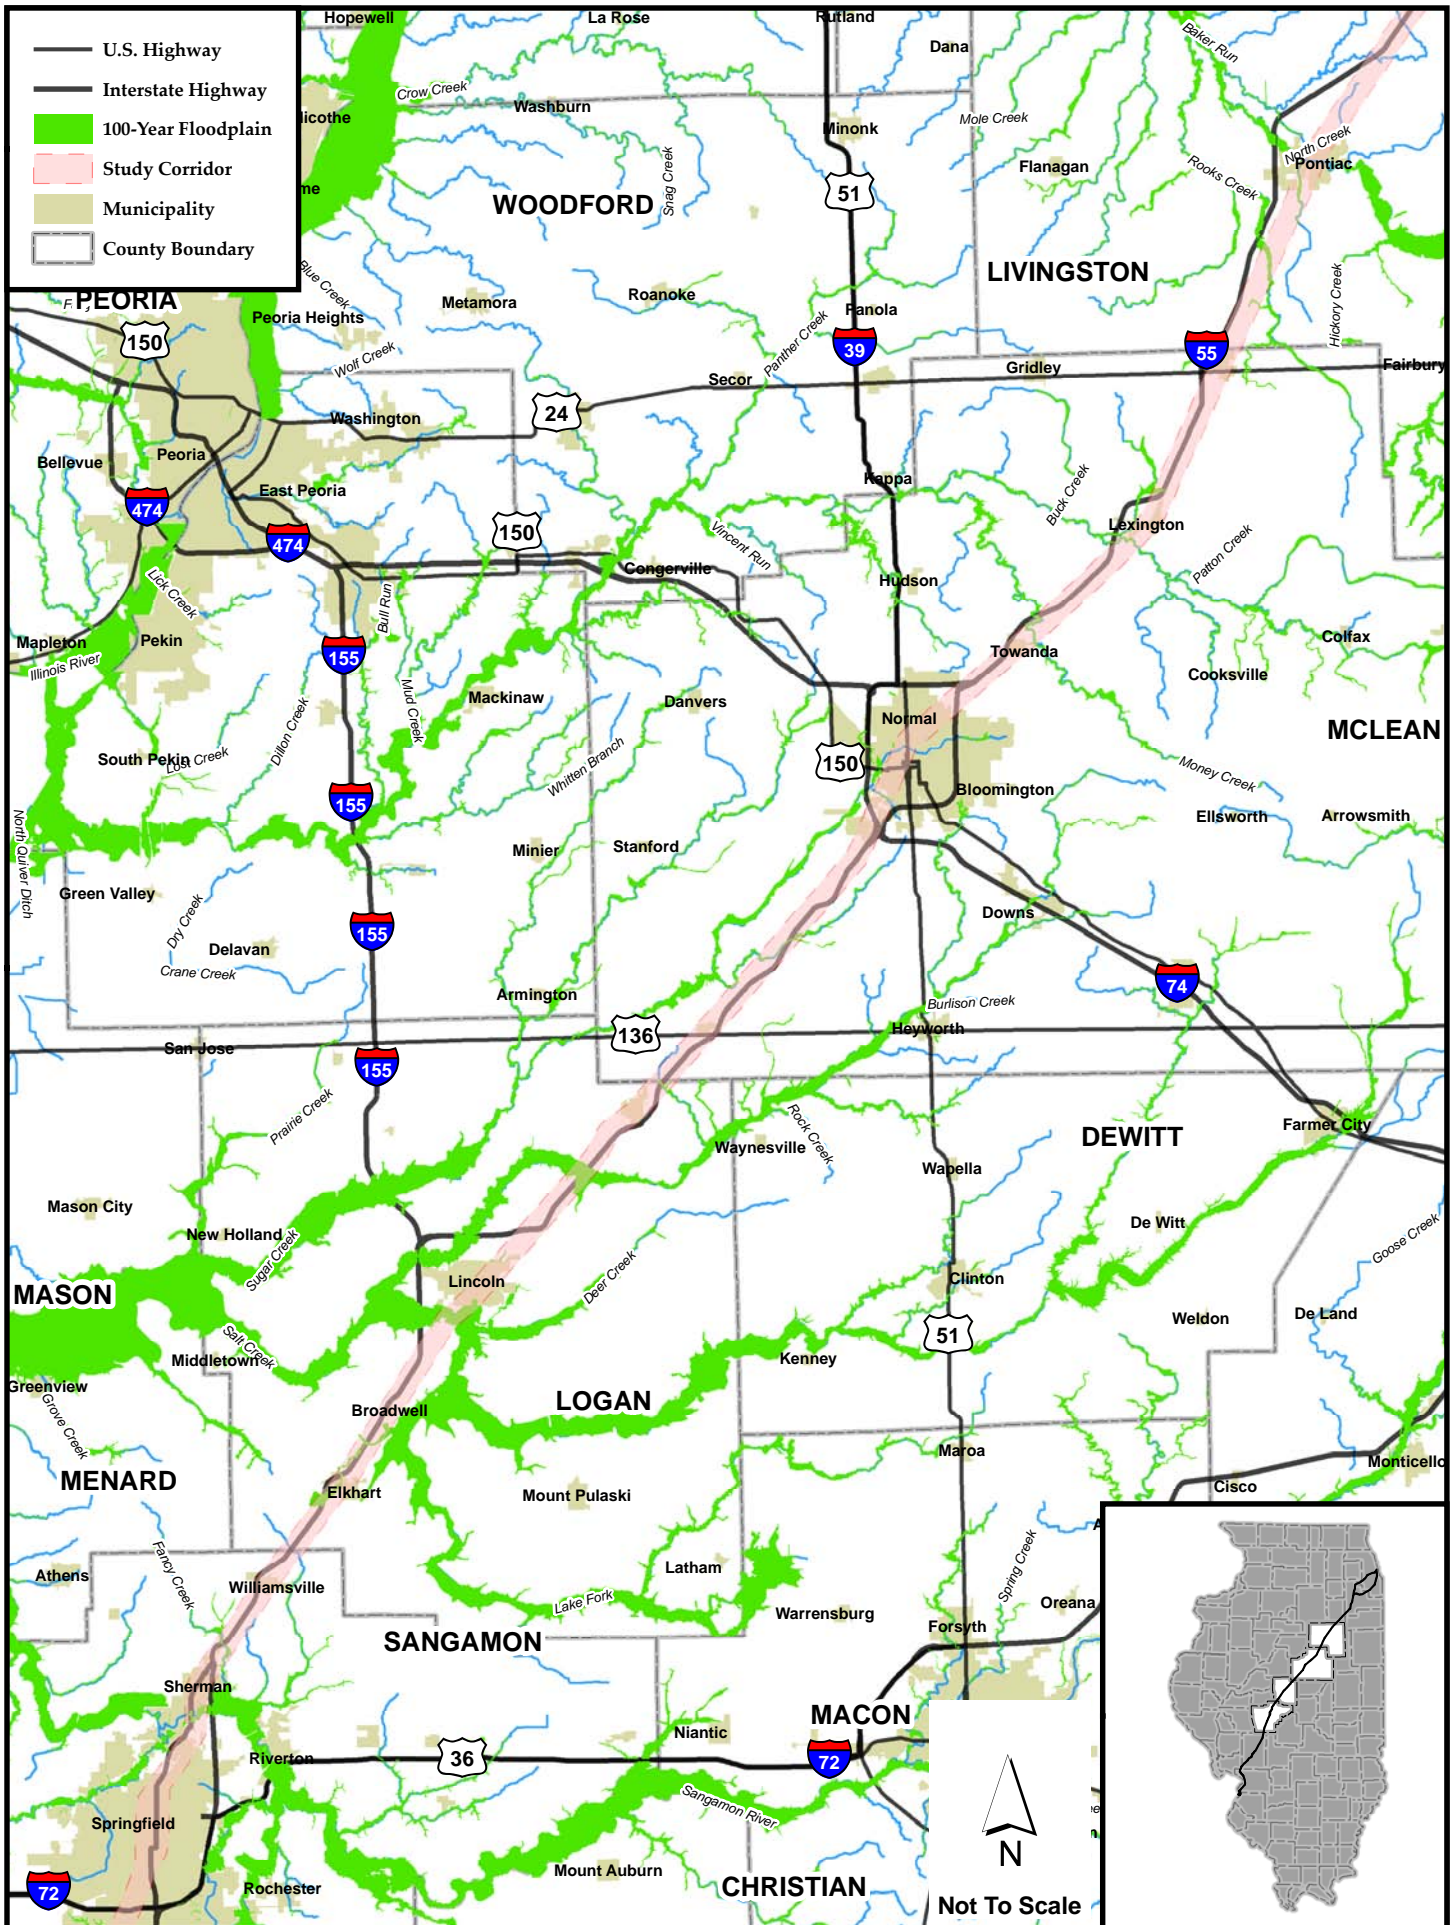 U.S. Highway
Interstate Highway
100-Year Floodplain
Study Corridor
Municipality
County Boundary
Hopewell
La Rose
Rutland
Dana
Baker Run
Crow Creek
Washburn
licothe
Minonk
Mole Creek
North Creek
Pontiac
Flanagan
Rooks Creek
me
Snag Creek
WOODFORD
51
LIVINGSTON
Blue Creek
Metamora
Roanoke
PEORIA
Peoria Heights
Panola
Hickory Creek
150
Wolf Creek
Panther Creek
39
55
Gridley
Fairbury
Secor
24
Washington
Bellevue
Peoria
East Peoria
Kappa
Buck Creek
474
474
150
Vincent Run
Lexington
Patton Creek
Congerville
Hudson
Lick Creek
Bull Run
Mapleton
Pekin
155
Illinois River
Towanda
Colfax
Cooksville
Mackinaw
Danvers
Mud Creek
Normal
MCLEAN
Dillon Creek
South Pekin
Lost Creek
Whitten Branch
150
Money Creek
155
Bloomington
Ellsworth
Arrowsmith
North Quiver Ditch
Minier
Stanford
Green Valley
Dry Creek
Downs
155
Delavan
Crane Creek
74
Armington
Burlison Creek
136
Heyworth
San Jose
155
Prairie Creek
Rock Creek
Waynesville
DEWITT
Farmer City
Wapella
Mason City
De Witt
New Holland
Sugar Creek
Goose Creek
Deer Creek
MASON
Lincoln
Clinton
De Land
Weldon
Salt Creek
51
Middletown
Kenney
Greenview
LOGAN
Grove Creek
Broadwell
Maroa
Monticello
MENARD
Cisco
Elkhart
Mount Pulaski
A
Fancy Creek
Athens
Latham
Spring Creek
Williamsville
Lake Fork
Warrensburg
Oreana
Forsyth
SANGAMON
Sherman
MACON
Niantic
Riverton
36
72
Sangamon River
Springfield
N
Mount Auburn
CHRISTIAN
72
Rochester
Not To Scale